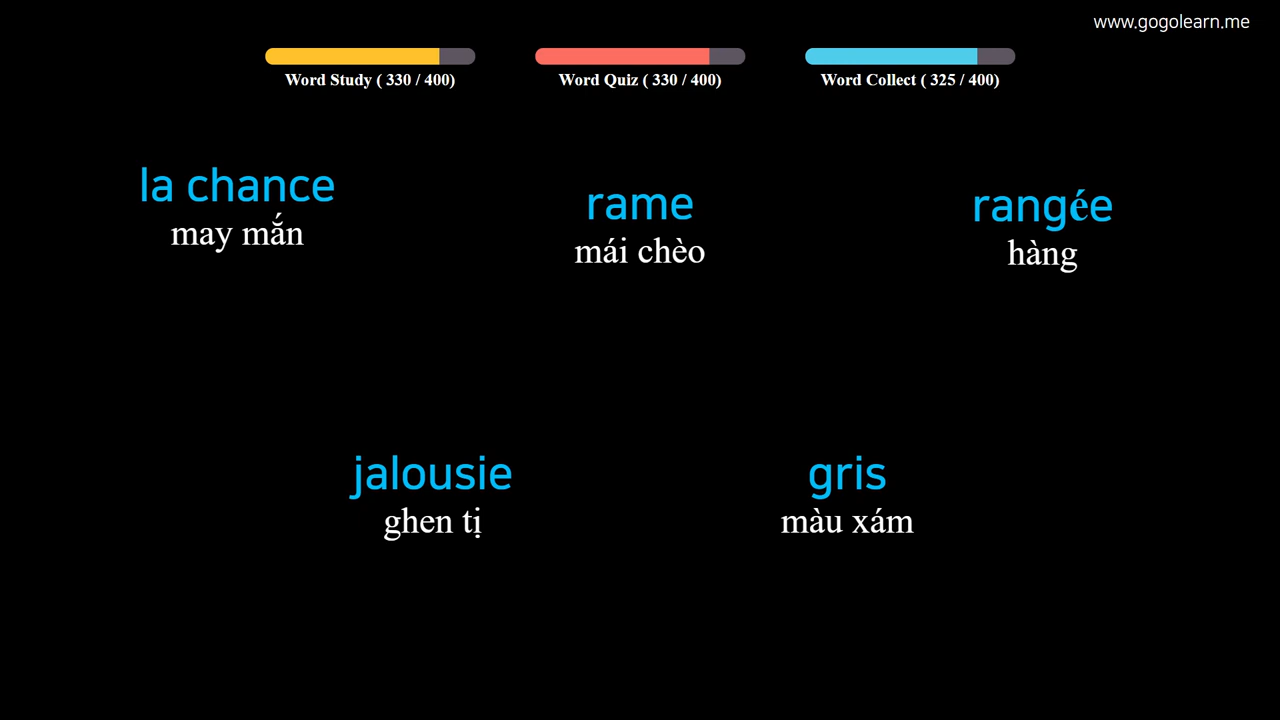 www.gogolearn.me
Word Study ( 330 / 400)
Word Quiz ( 330 / 400)
Word Collect ( 325 / 400)
la chance
may mắn
rame
mái chèo
rangée
hàng
jalousie
ghen tị
gris
màu xám